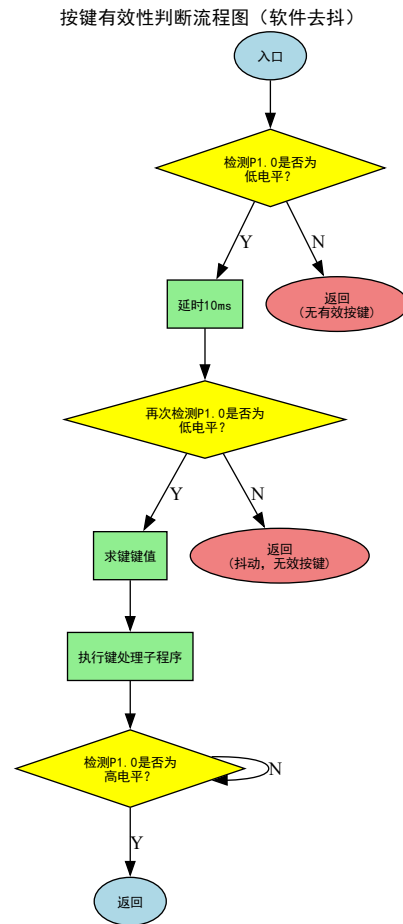 按键有效性判断流程图（软件去抖）
入口
检测P1.0是否为
低电平?
Y
N
延时10ms
返回
(无有效按键)
再次检测P1.0是否为
低电平?
Y
N
求键键值
返回
(抖动，无效按键)
执行键处理子程序
检测P1.0是否为
高电平?
N
Y
返回